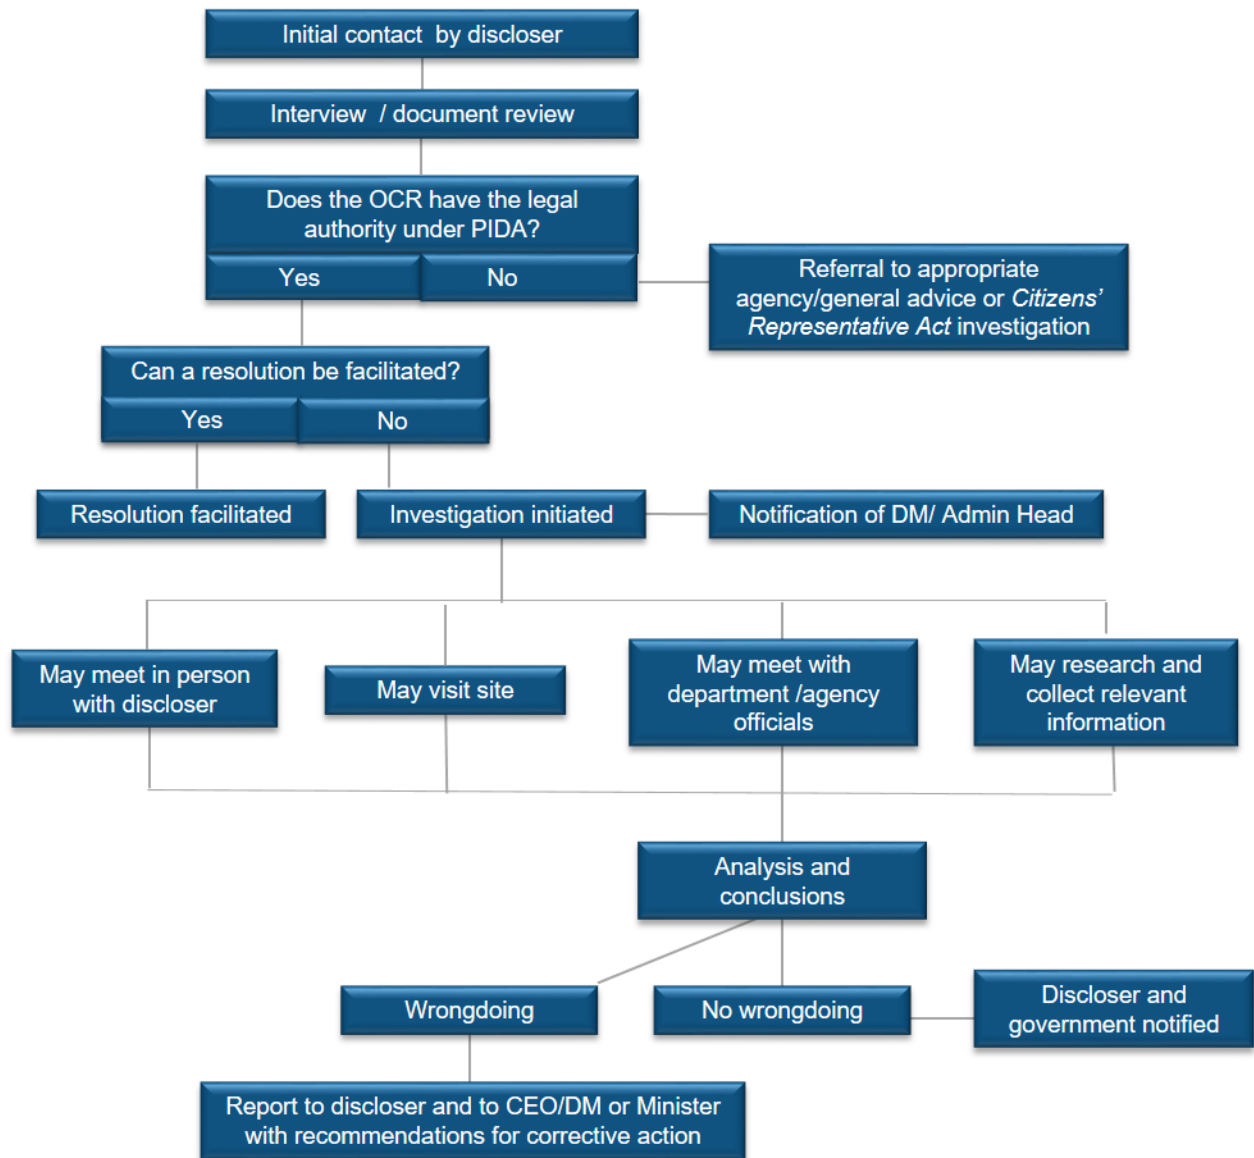 Initial contact by discloser
Interview / document review
Does the OCR have the legal
authority under PIDA?
Yes
No
Referral to appropriate
agency/general advice or Citizens’
Representative Act investigation
Can a resolution be facilitated?
Yes
No
Resolution facilitated
Investigation initiated
Notification of DM/ Admin Head
May meet in person
with discloser
May visit site
May meet with
department /agency
officials
May research and
collect relevant
information
Analysis and
conclusions
Wrongdoing
No wrongdoing
Discloser and
government notified
Report to discloser and to CEO/DM or Minister
with recommendations for corrective action